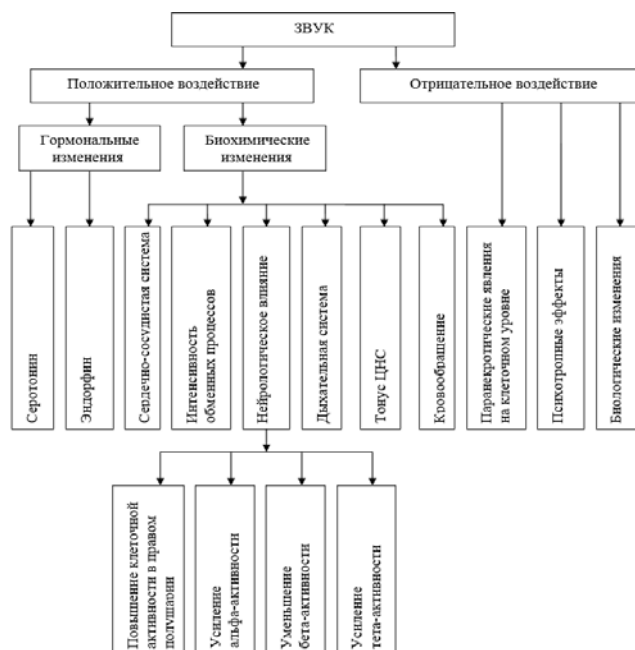 ЗВУК
Положительное воздействие
Отрицательное воздействие
Гормональные
изменения
Биохимические
изменения
Серотонин
Эндорфин
Сердечно-сосудистая система
Интенсивность
обменных процессов
Нейрологическое влияние
Дыхательная система
Тонус ЦНС
Кровообращение
Паранекротические явления
на клеточном уровне
Психотропные эффекты
Биологические изменения
Повышение клеточной
активности в правом
полушарии
Усиление
альфа-активности
Уменьшение
бета-активности
Усиление
тета-активности